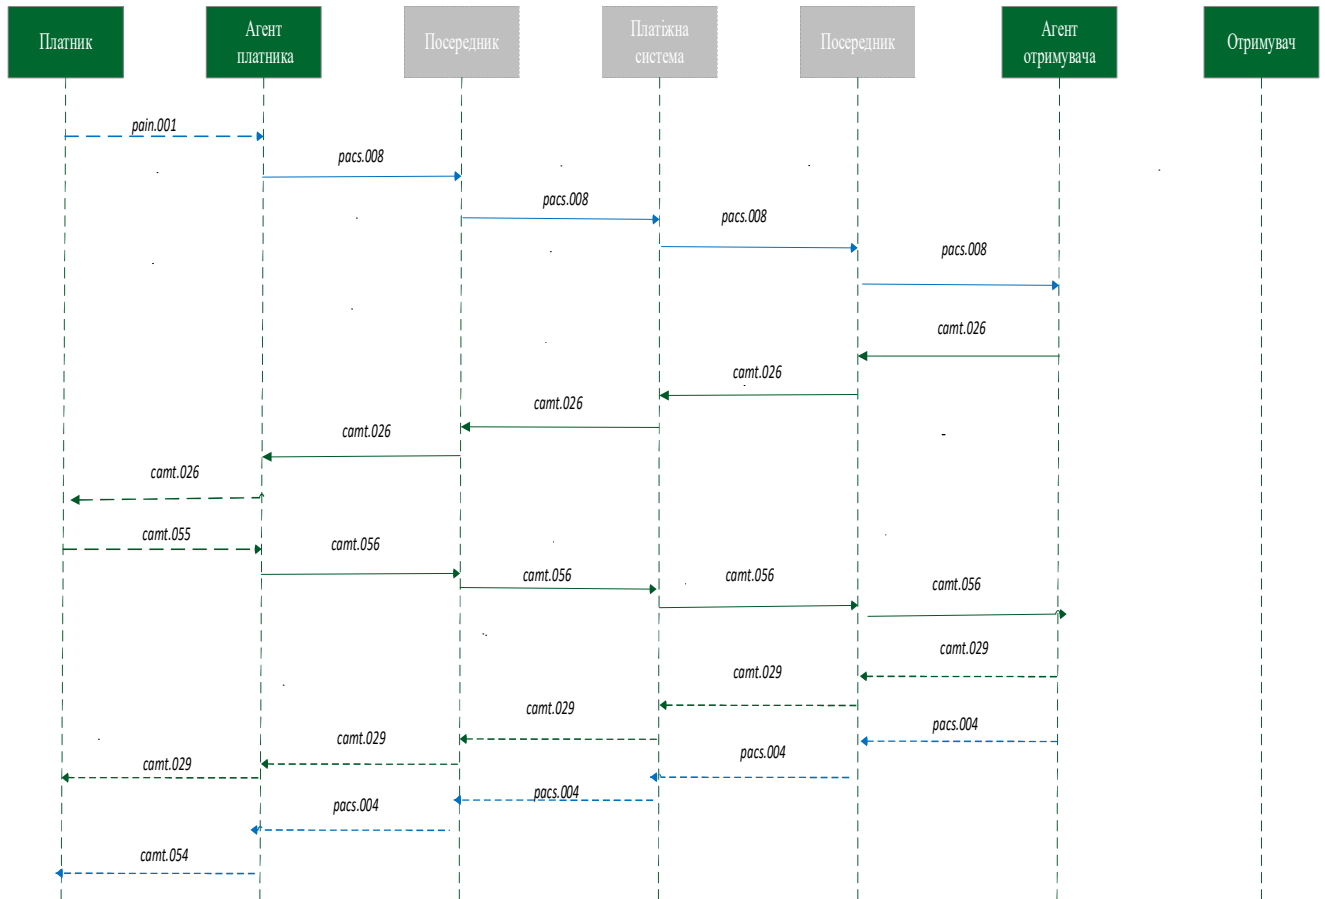 Платник
Агент
платника
Посередник
Платіжна
система
Посередник
Агент
отримувача
Отримувач
pain.001
pacs.008
pacs.008
pacs.008
pacs.008
camt.026
camt.026
camt.026
camt.026
camt.026
camt.055
camt.056
camt.056
camt.056
camt.056
camt.029
camt.029
camt.029
camt.029
camt.029
pacs.004
pacs.004
pacs.004
pacs.004
camt.054